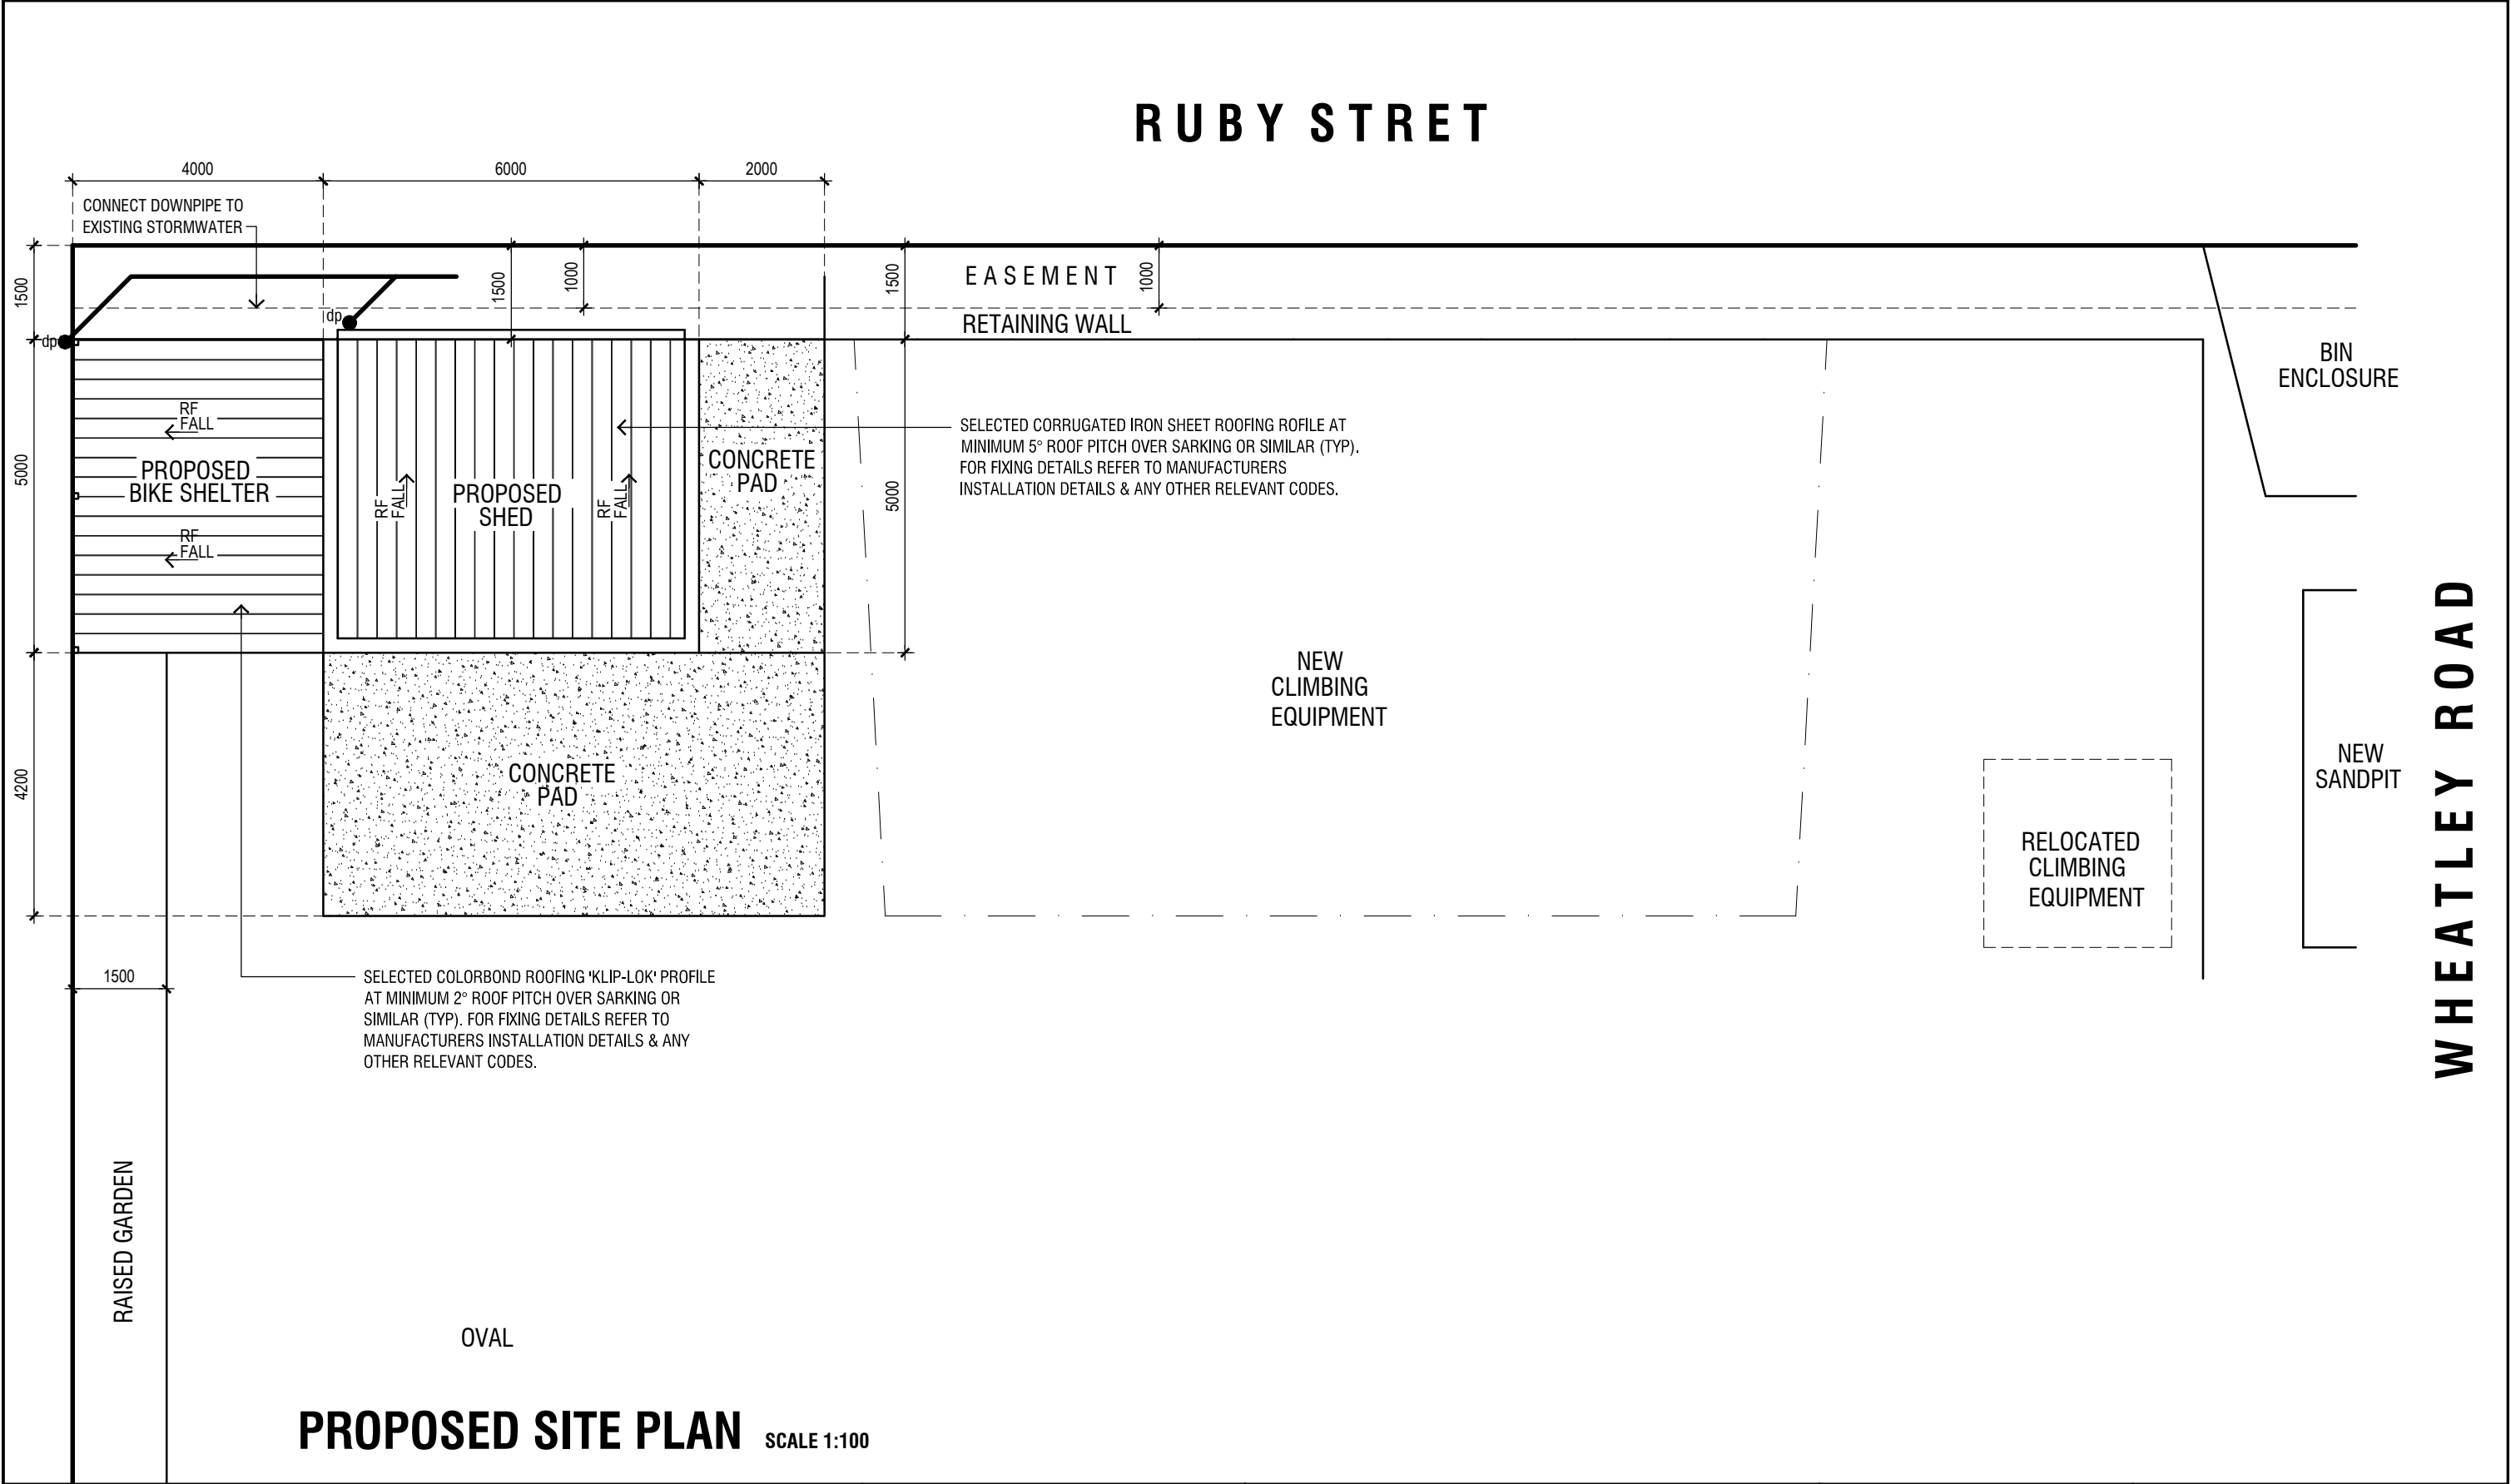 RUBY STRET
4000
6000
2000
CONNECT DOWNPIPE TO
EXISTING STORMWATER
1500
1500
1000
1500
EASEMENT
1000
dp
dp
RETAINING WALL
BIN
ENCLOSURE
RF
FALL
SELECTED CORRUGATED IRON SHEET ROOFING ROFILE AT
MINIMUM 5° ROOF PITCH OVER SARKING OR SIMILAR (TYP).
FOR FIXING DETAILS REFER TO MANUFACTURERS
INSTALLATION DETAILS & ANY OTHER RELEVANT CODES.
5000
PROPOSED
BIKE SHELTER
RF
FALL
PROPOSED
SHED
RF
FALL
CONCRETE
PAD
5000
RF
FALL
NEW
CLIMBING
EQUIPMENT
WHEATLEY ROAD
4200
CONCRETE
PAD
NEW
SANDPIT
RELOCATED
CLIMBING
EQUIPMENT
1500
SELECTED COLORBOND ROOFING 'KLIP-LOK' PROFILE
AT MINIMUM 2° ROOF PITCH OVER SARKING OR
SIMILAR (TYP). FOR FIXING DETAILS REFER TO
MANUFACTURERS INSTALLATION DETAILS & ANY
OTHER RELEVANT CODES.
RAISED GARDEN
OVAL
PROPOSED SITE PLAN SCALE 1:100